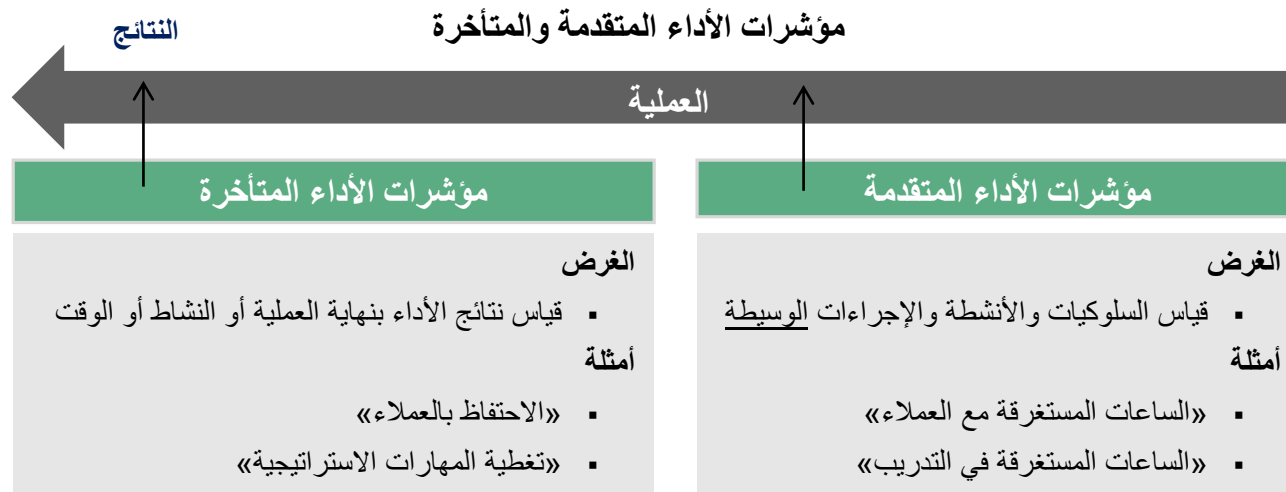 مؤشرات الأداء المتقدمة والمتأخرة
النتائج
العملية
مؤشرات الأداء المتقدمة
الغرض
▪ قياس السلوكيات والأنشطة والإجراءات الوسيطة
أمثلة
▪ «الساعات المستغرقة مع العملاء»
▪ «الساعات المستغرقة في التدريب»
مؤشرات الأداء المتأخرة
الغرض
▪ قياس نتائج الأداء بنهاية العملية أو النشاط أو الوقت
أمثلة
▪ «الاحتفاظ بالعملاء»
▪ «تغطية المهارات الاستراتيجية»